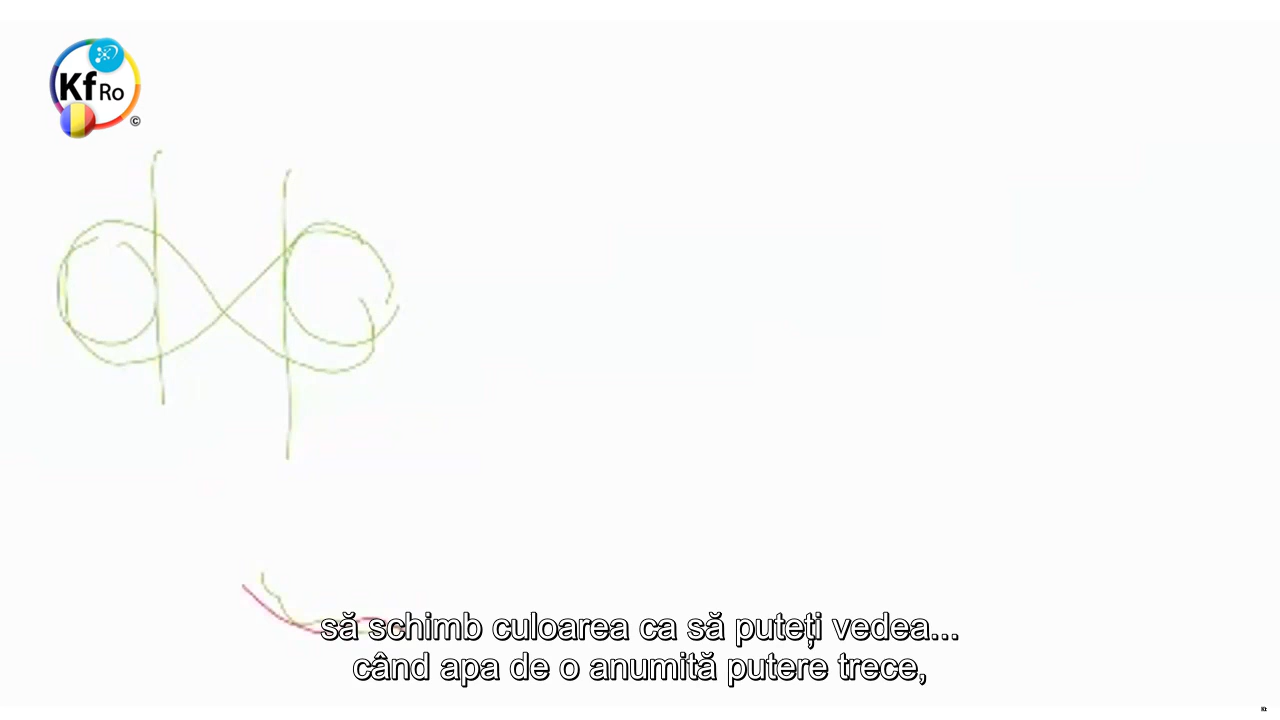 Kf Ro
©
să schimb culoarea ca să puteți vedea...
când apa de o anumită putere trece,